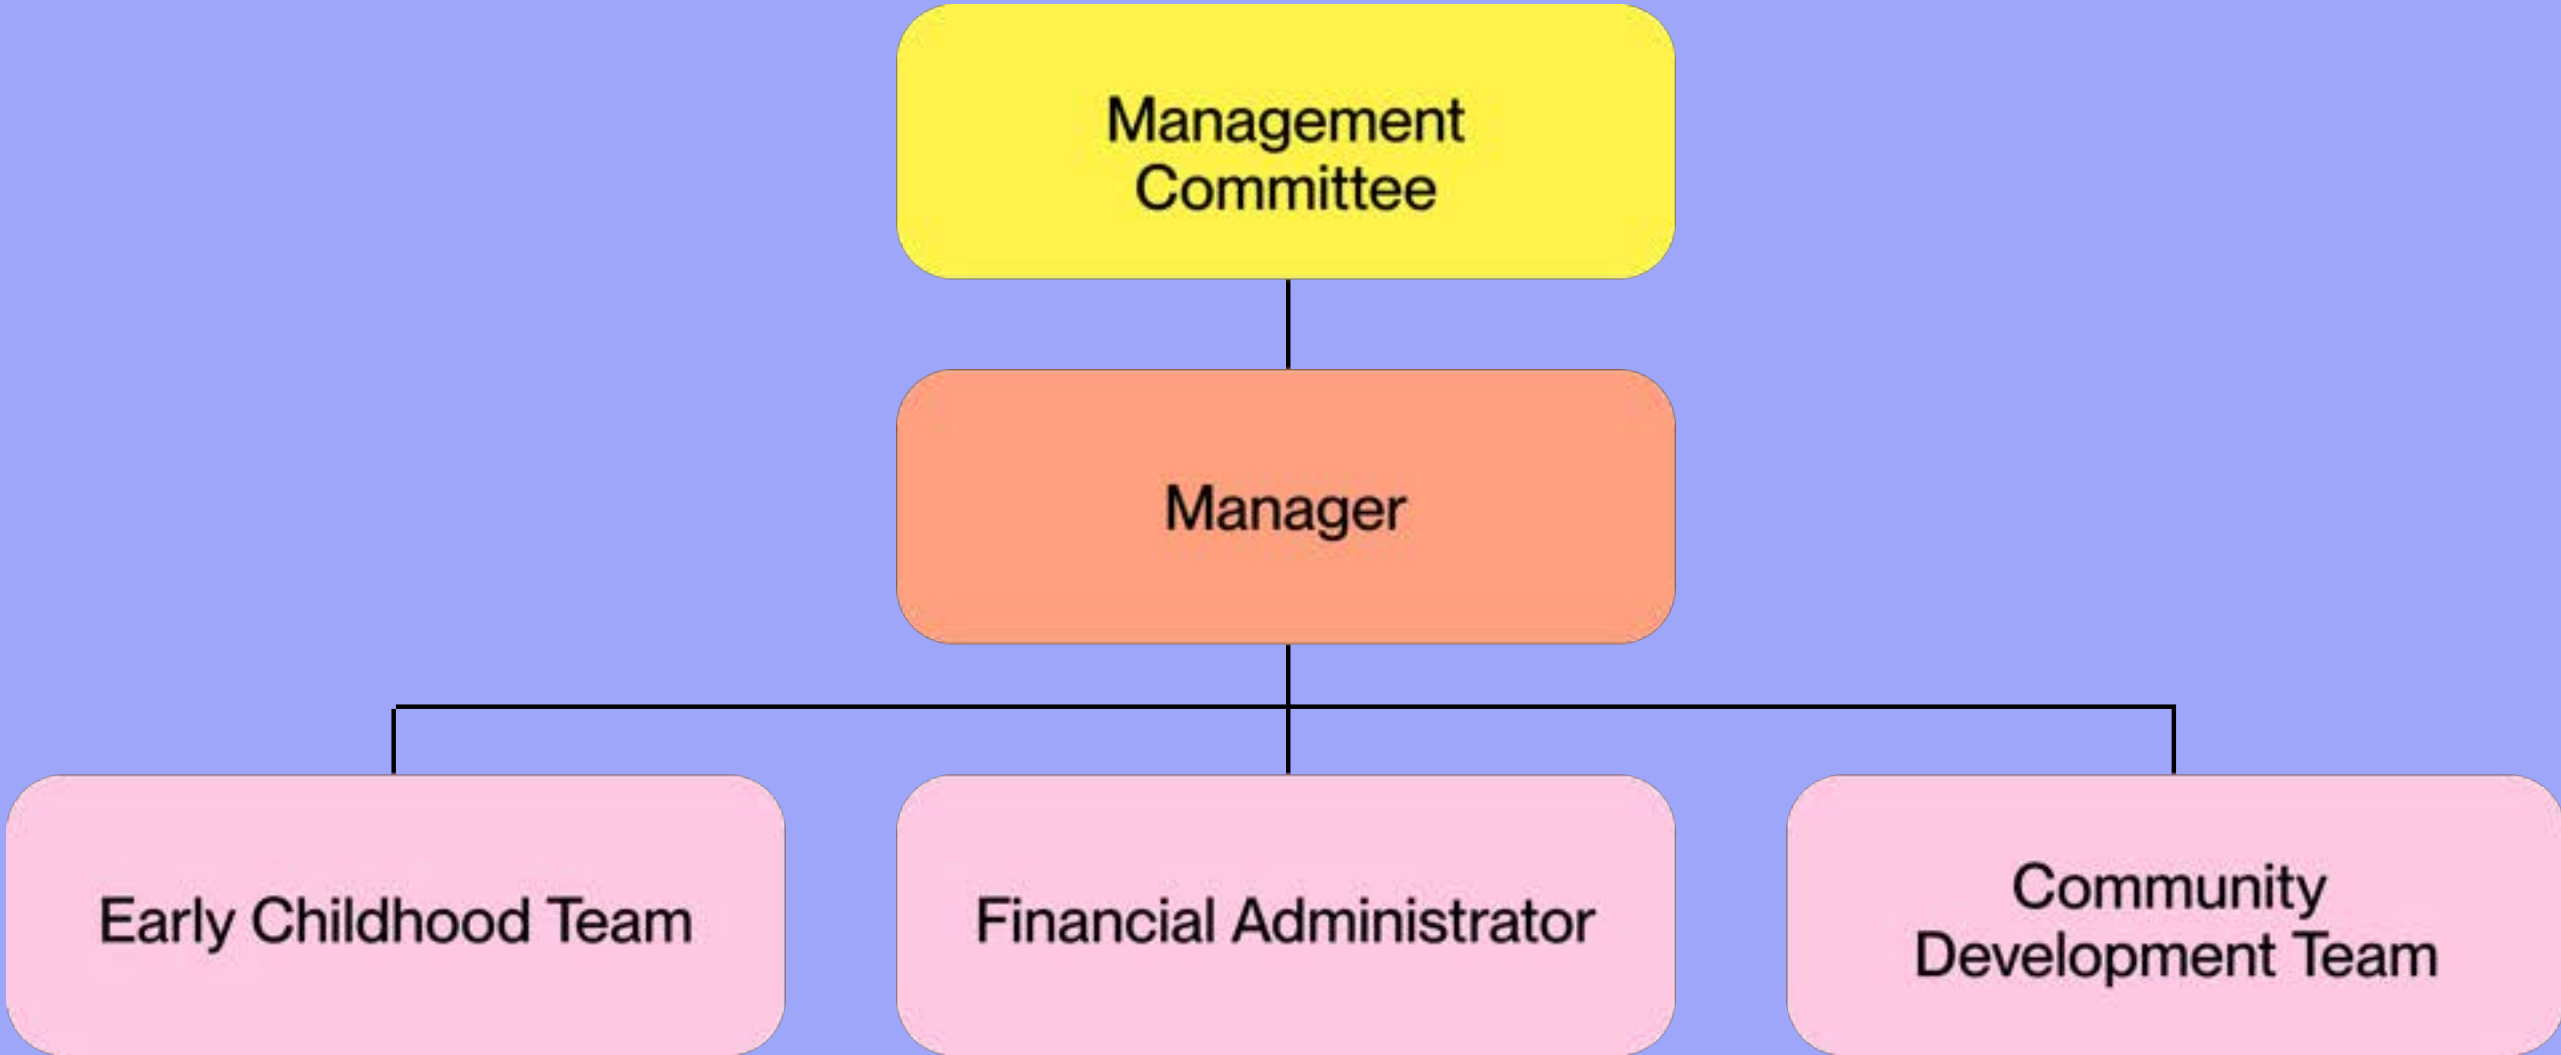 Management
Committee
Manager
Early Childhood Team
Financial Administrator
Community
Development Team